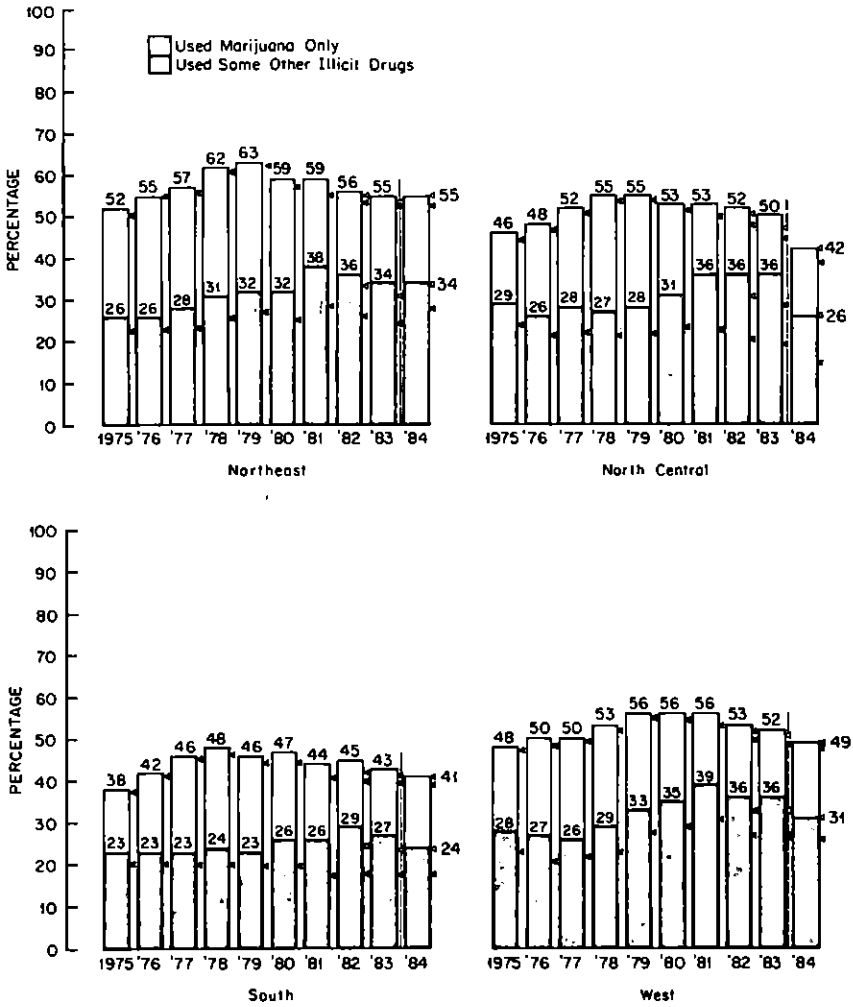 100
90
80
70
60
50
40
30
20
10
0
PERCENTAGE
Used Marijuana Only
Used Some Other Illicit Drugs
52 55 57 62 63 59 59 56 55 55
26 26 28 31 32 32 38 36 34 34
1975 '76 '77 '78 '79 '80 '81 '82 '83 '84
Northeast
46 48 52 55 55 53 53 52 50 42
29 26 28 27 28 31 36 36 36 26
1975 '76 '77 '78 '79 '80 '81 '82 '83 '84
North Central
100
90
80
70
60
50
40
30
20
10
0
PERCENTAGE
38 42 46 48 46 47 44 45 43 41
23 23 23 24 23 26 26 29 27 24
1975 '76 '77 '78 '79 '80 '81 '82 '83 '84
South
48 50 50 53 56 56 56 53 52 49
28 27 26 29 33 35 39 36 36 31
1975 '76 '77 '78 '79 '80 '81 '82 '83 '84
West